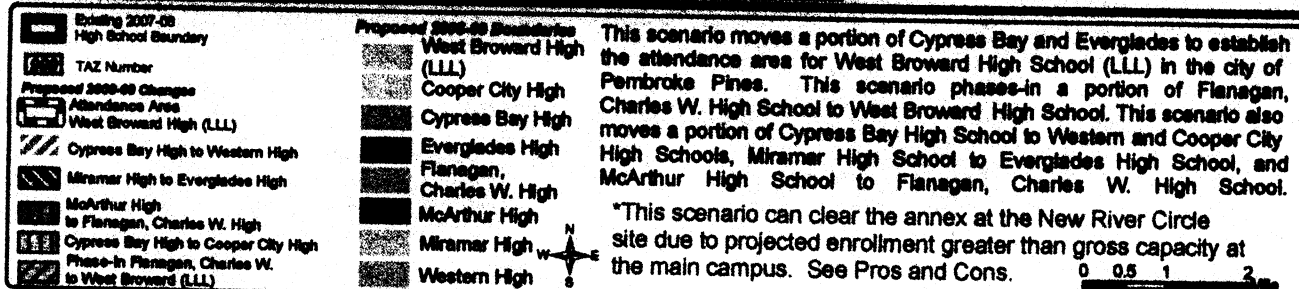 Existing 2007-08
High School Boundary
TAZ Number
Proposed 2008-09 Changes
Attendance Area
West Broward High (LLL)
Cypress Bay High to Western High
Miramar High to Everglades High
McArthur High
to Flanagan, Charles W. High
Cypress Bay High to Cooper City High
Phase-in Flanagan, Charles W.
to West Broward (LLL)
Proposed 2008-09 Boundaries
West Broward High
(LLL)
Cooper City High
Cypress Bay High
Everglades High
Flanagan,
Charles W. High
McArthur High
Miramar High
Western High
N
W E
S
This scenario moves a portion of Cypress Bay and Everglades to establish
the attendance area for West Broward High School (LLL) in the city of
Pembroke Pines. This scenario phases-in a portion of Flanagan,
Charles W. High School to West Broward High School. This scenario also
moves a portion of Cypress Bay High School to Western and Cooper City
High Schools, Miramar High School to Everglades High School, and
McArthur High School to Flanagan, Charles W. High School.
*This scenario can clear the annex at the New River Circle
site due to projected enrollment greater than gross capacity at
the main campus. See Pros and Cons.
0 0.5 1 2